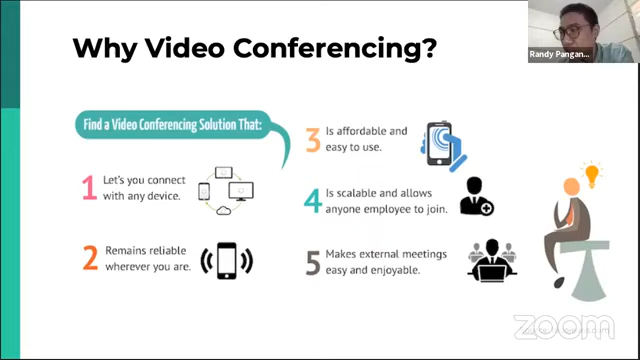 Why Video Conferencing?
Randy Pangan...
Find a Video Conferencing Solution That:
1 Let's you connect
with any device.
2 Remains reliable
wherever you are.
3 Is affordable and
easy to use.
4 Is scalable and allows
anyone employee to join.
5 Makes external meetings
easy and enjoyable.
zoom